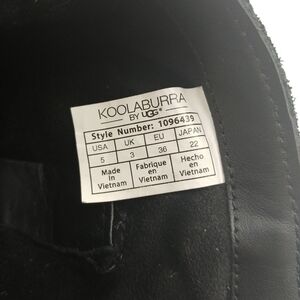 KOOLABURRA
BY UGG®
Style Number: 1096439
USA UK EU JAPAN
5 3 36 22
Made Fabrique Hecho
in en en
Vietnam Vietnam Vietnam